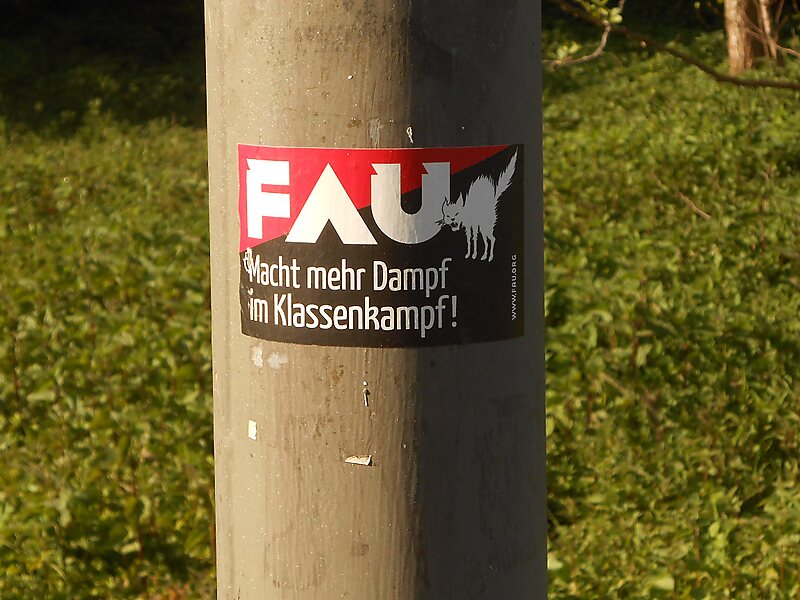 FAU
Macht mehr Dampf
im Klassenkampf!
WWW.FAU.ORG